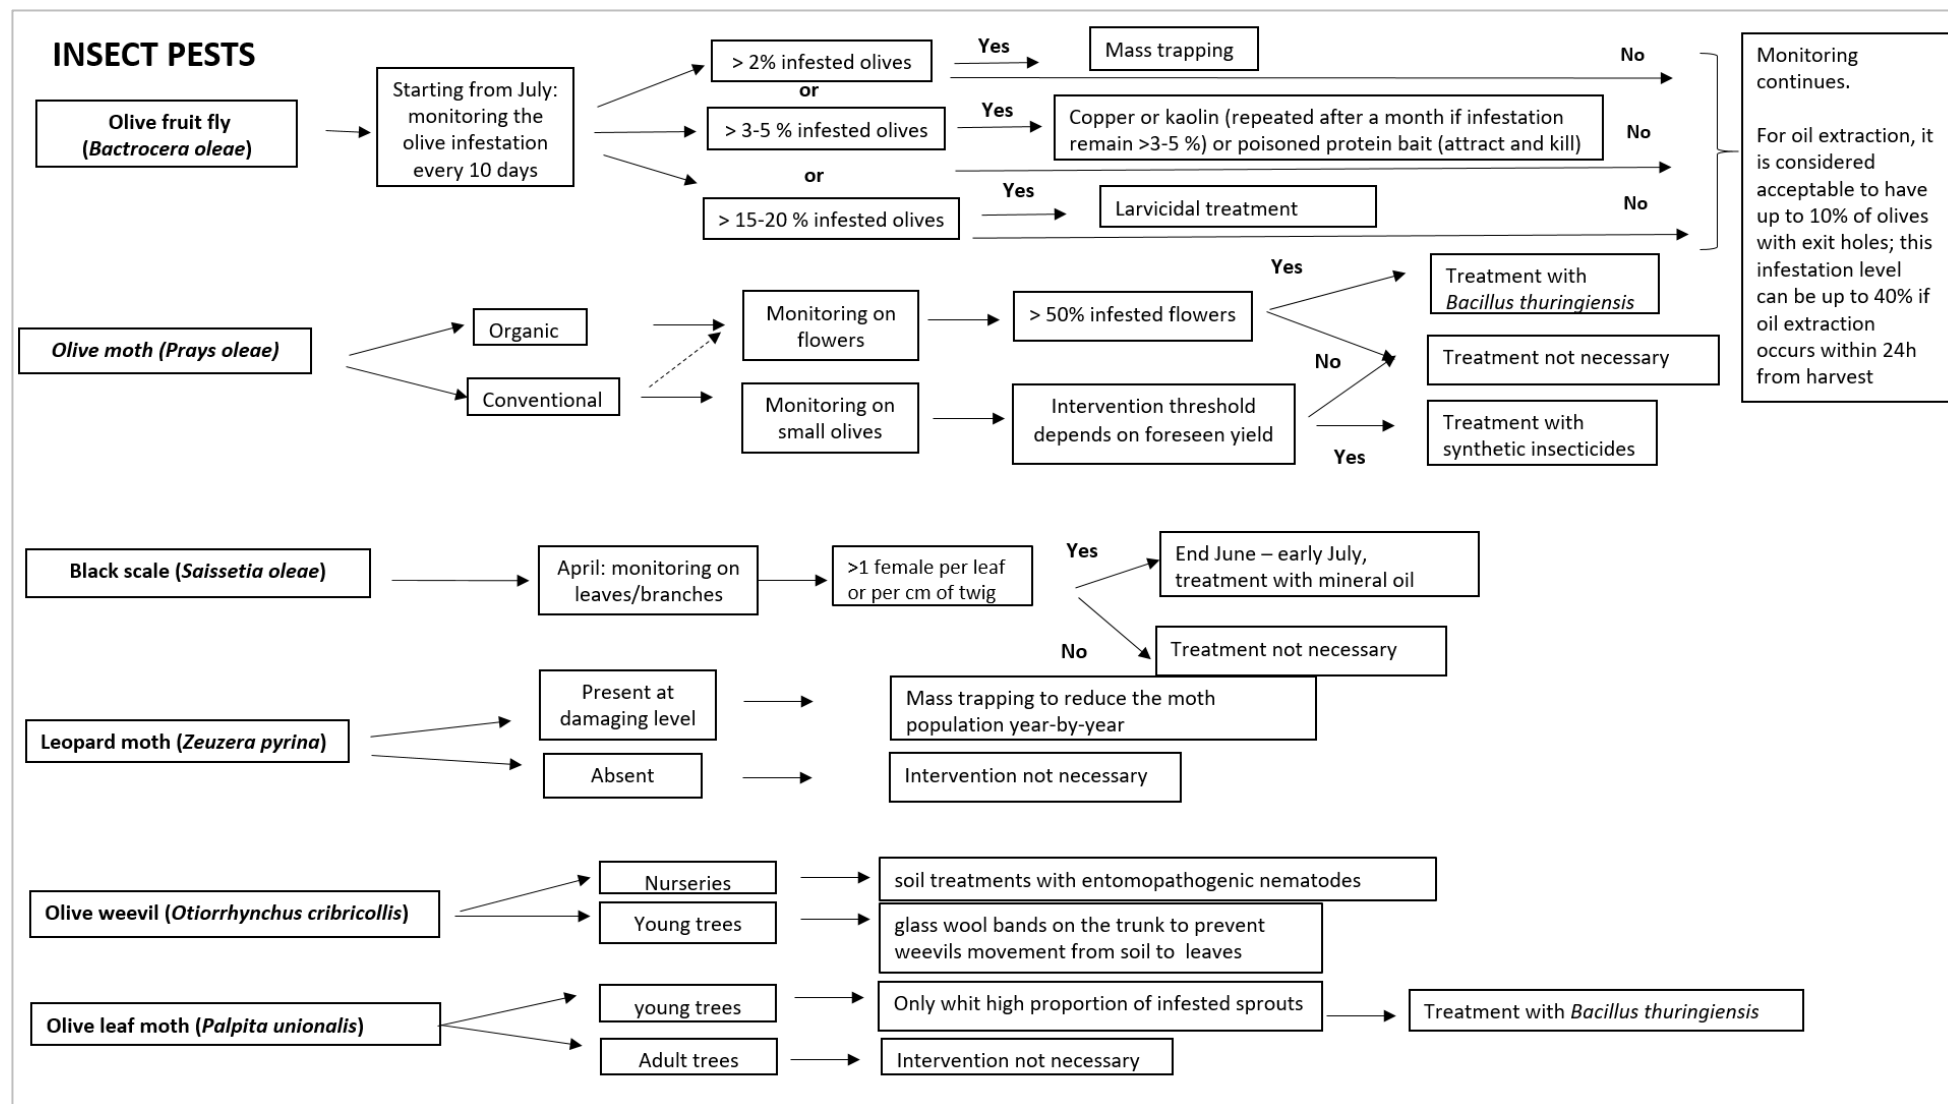 INSECT PESTS
Olive fruit fly
(Bactrocera oleae)
Starting from July:
monitoring the
olive infestation
every 10 days
> 2% infested olives
or
> 3-5 % infested olives
or
> 15-20 % infested olives
Yes
Mass trapping
No
Yes
Copper or kaolin (repeated after a month if infestation
remain >3-5 %) or poisoned protein bait (attract and kill)
No
Yes
Larvicidal treatment
No
Monitoring
continues.
For oil extraction, it
is considered
acceptable to have
up to 10% of olives
with exit holes; this
infestation level
can be up to 40% if
oil extraction
occurs within 24h
from harvest
Olive moth (Prays oleae)
Organic
Conventional
Monitoring on
flowers
> 50% infested flowers
Yes
Treatment with
Bacillus thuringiensis
No
Treatment not necessary
Monitoring on
small olives
Intervention threshold
depends on foreseen yield
Yes
Treatment with
synthetic insecticides
Black scale (Saissetia oleae)
April: monitoring on
leaves/branches
>1 female per leaf
or per cm of twig
Yes
End June – early July,
treatment with mineral oil
No
Treatment not necessary
Leopard moth (Zeuzera pyrina)
Present at
damaging level
Mass trapping to reduce the moth
population year-by-year
Absent
Intervention not necessary
Olive weevil (Otiorrhynchus cribricollis)
Nurseries
soil treatments with entomopathogenic nematodes
Young trees
glass wool bands on the trunk to prevent
weevils movement from soil to leaves
Olive leaf moth (Palpita unionalis)
young trees
Only whit high proportion of infested sprouts
Treatment with Bacillus thuringiensis
Adult trees
Intervention not necessary